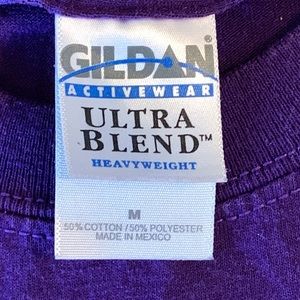 GILDAN®
ACTIVEWEAR
ULTRA
BLEND™
HEAVYWEIGHT
M
50% COTTON / 50% POLYESTER
MADE IN MEXICO